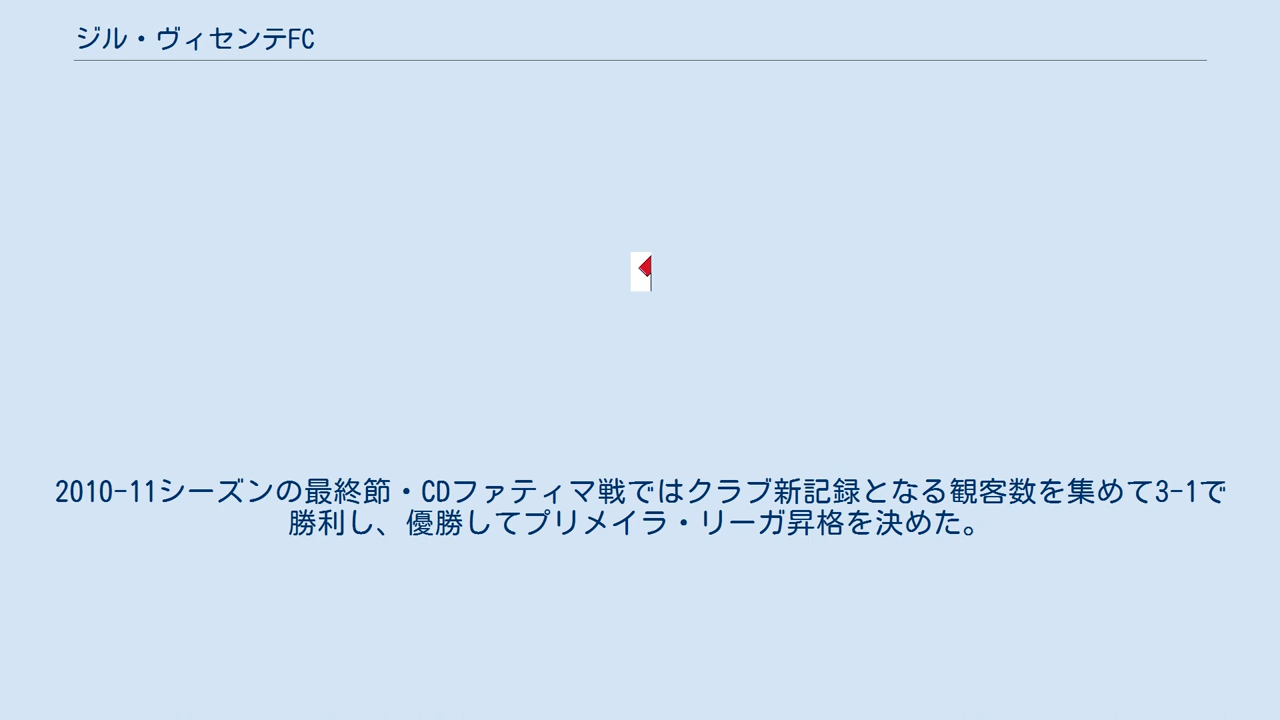 ジル・ヴィセンテFC
2010-11シーズンの最終節・CDファティマ戦ではクラブ新記録となる観客数を集めて3-1で
勝利し、優勝してプリメイラ・リーガ昇格を決めた。